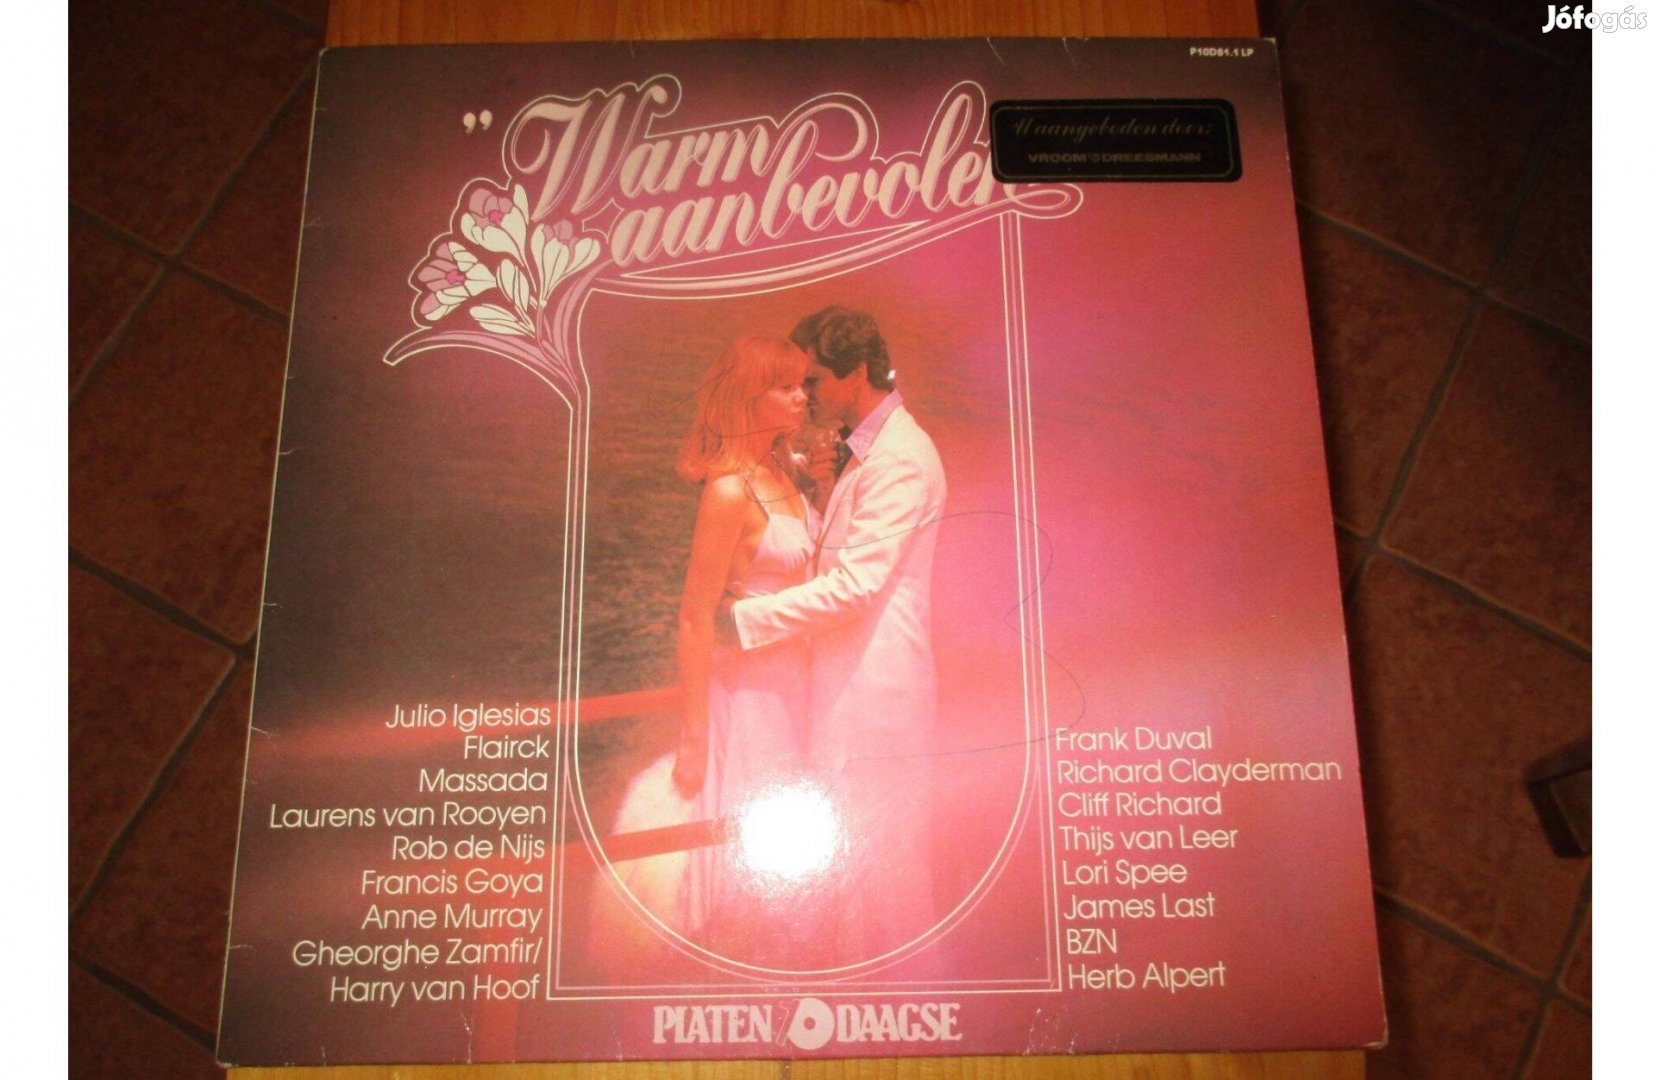 Jófogás
P10D81.1 LP
„Warm
aanbevolen
U aangeboden door:
VROOM DREESMANN
Julio Iglesias
Flairck
Massada
Laurens van Rooyen
Rob de Nijs
Francis Goya
Anne Murray
Gheorghe Zamfir/
Harry van Hoof
Frank Duval
Richard Clayderman
Cliff Richard
Thijs van Leer
Lori Spee
James Last
BZN
Herb Alpert
PLATEN 10 DAAGSE